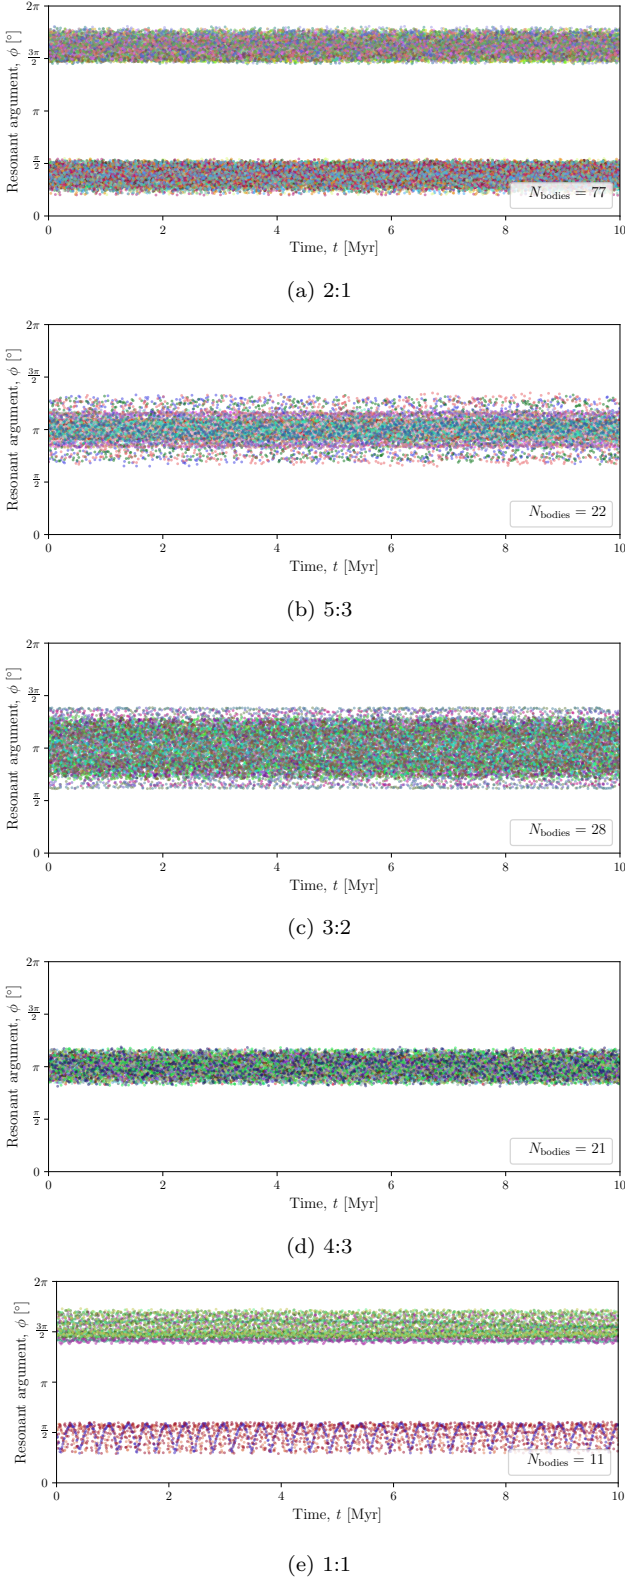 2π
3π/2
π
π/2
0
Resonant argument, ϕ [°]
N_bodies = 77
0 2 4 6 8 10
Time, t [Myr]
(a) 2:1
2π
3π/2
π
π/2
0
Resonant argument, ϕ [°]
N_bodies = 22
0 2 4 6 8 10
Time, t [Myr]
(b) 5:3
2π
3π/2
π
π/2
0
Resonant argument, ϕ [°]
N_bodies = 28
0 2 4 6 8 10
Time, t [Myr]
(c) 3:2
2π
3π/2
π
π/2
0
Resonant argument, ϕ [°]
N_bodies = 21
0 2 4 6 8 10
Time, t [Myr]
(d) 4:3
2π
3π/2
π
π/2
0
Resonant argument, ϕ [°]
N_bodies = 11
0 2 4 6 8 10
Time, t [Myr]
(e) 1:1